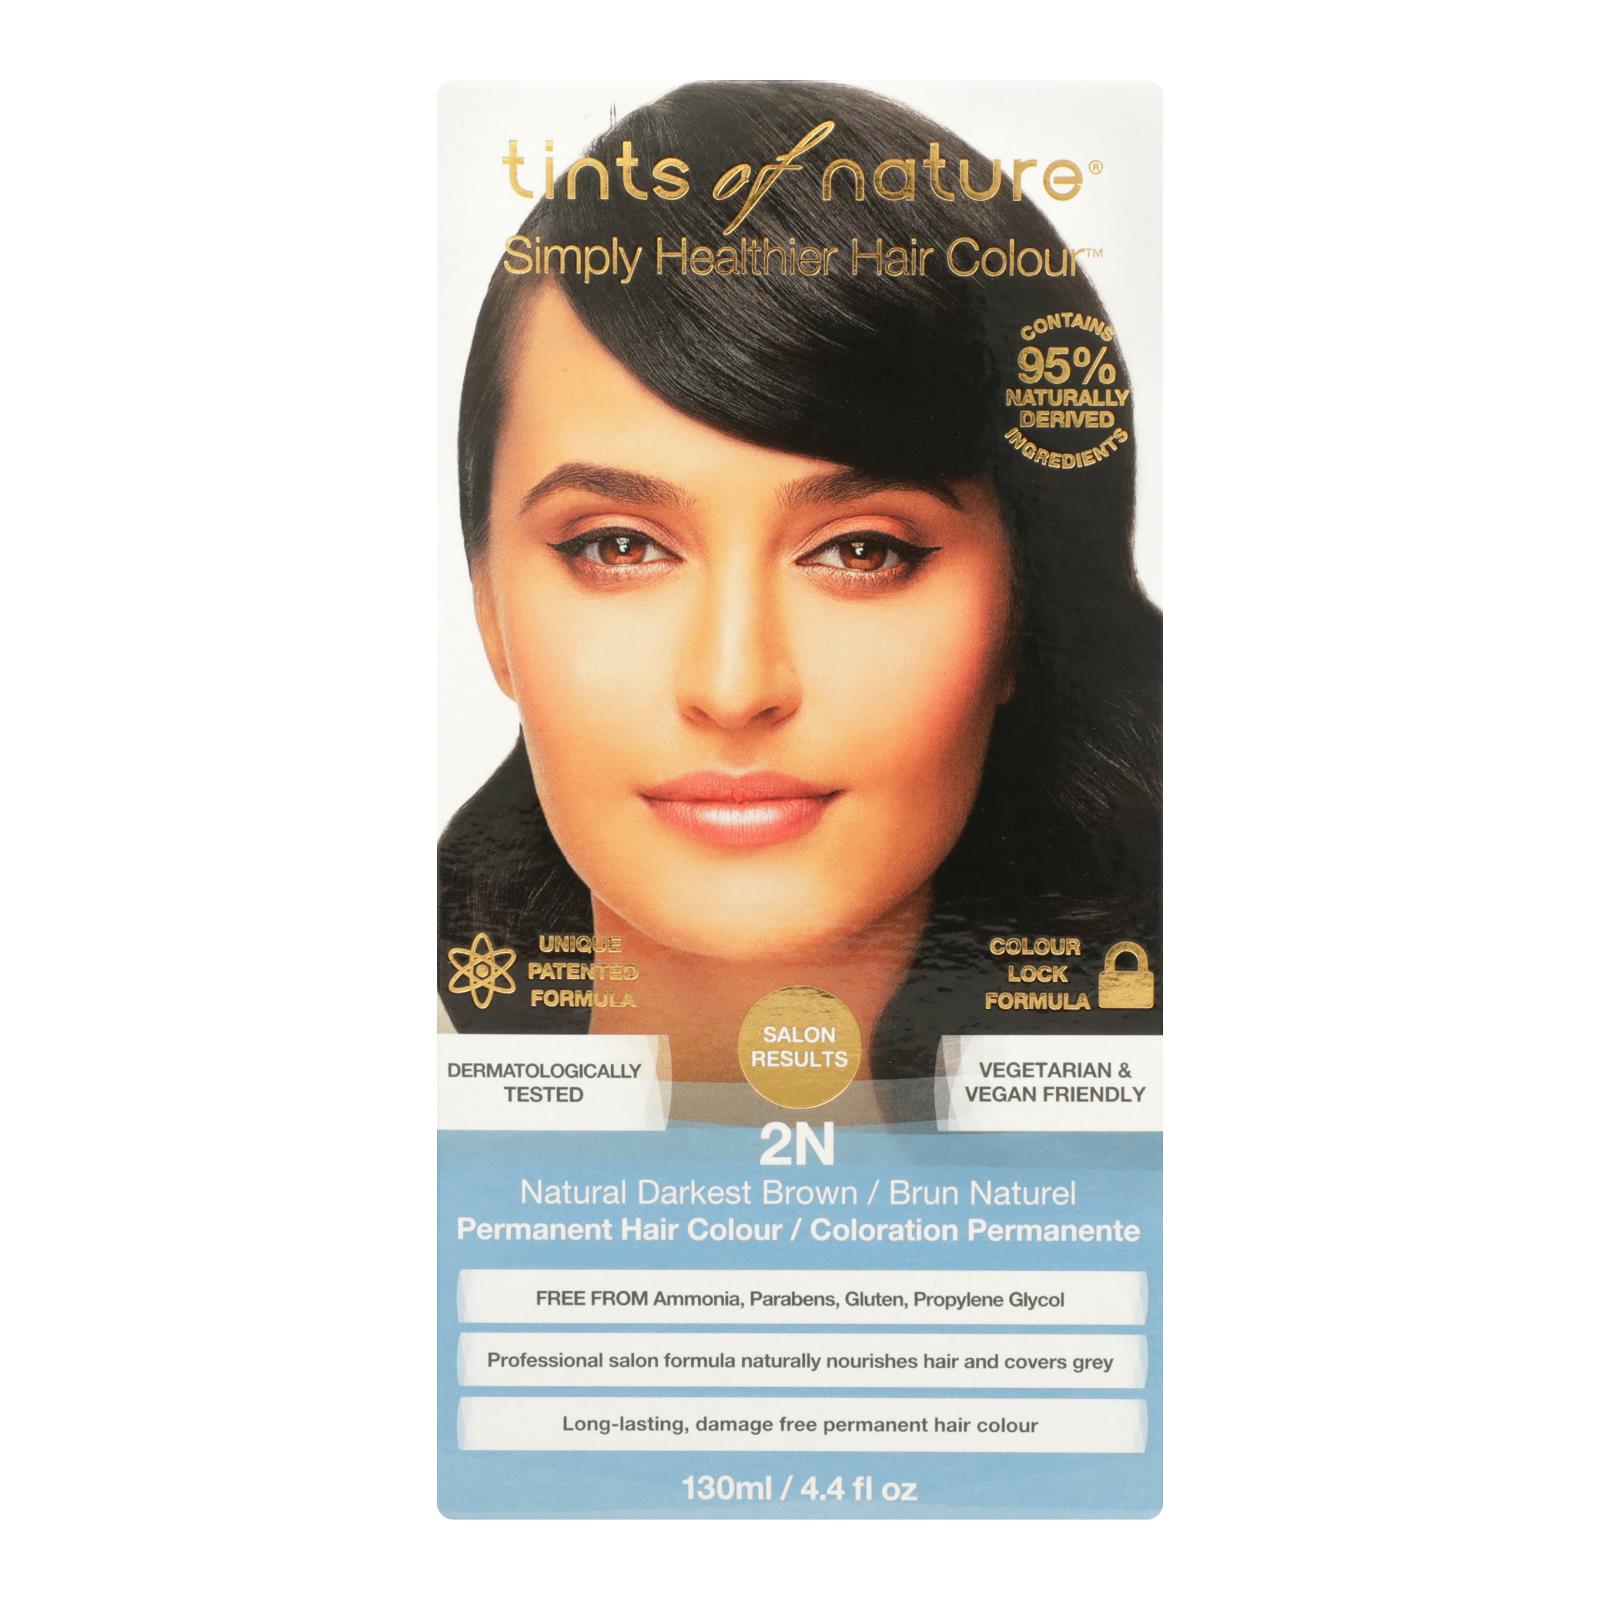 tints of nature®
Simply Healthier Hair Colour™
CONTAINS
95%
NATURALLY
DERIVED
INGREDIENTS
UNIQUE
PATENTED
FORMULA
COLOUR
LOCK
FORMULA
SALON
RESULTS
DERMATOLOGICALLY
TESTED
VEGETARIAN &
VEGAN FRIENDLY
2N
Natural Darkest Brown / Brun Naturel
Permanent Hair Colour / Coloration Permanente
FREE FROM Ammonia, Parabens, Gluten, Propylene Glycol
Professional salon formula naturally nourishes hair and covers grey
Long-lasting, damage free permanent hair colour
130ml / 4.4 fl oz